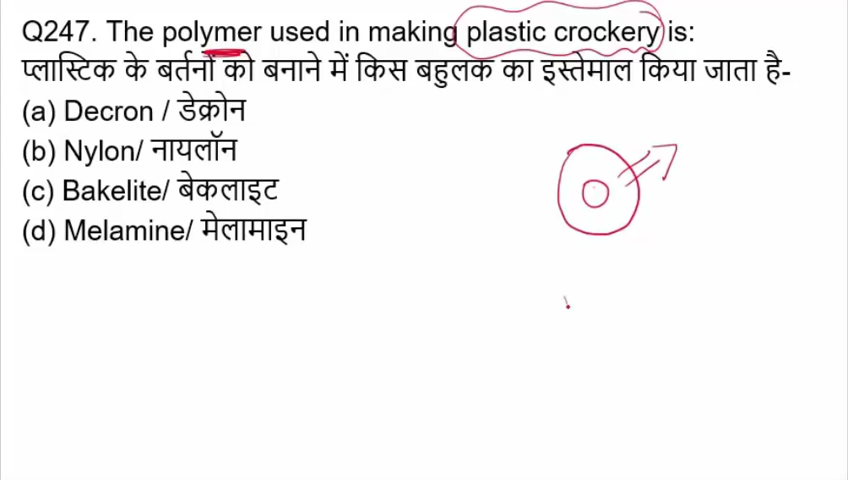 Q247. The polymer used in making plastic crockery is:
प्लास्टिक के बर्तनों को बनाने में किस बहुलक का इस्तेमाल किया जाता है-
(a) Decron / डेक्रोन
(b) Nylon/ नायलॉन
(c) Bakelite/ बेकलाइट
(d) Melamine/ मेलामाइन